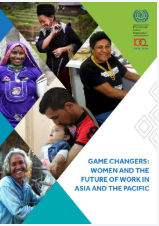 GAME CHANGERS:
WOMEN AND THE
FUTURE OF WORK IN
ASIA AND THE PACIFIC